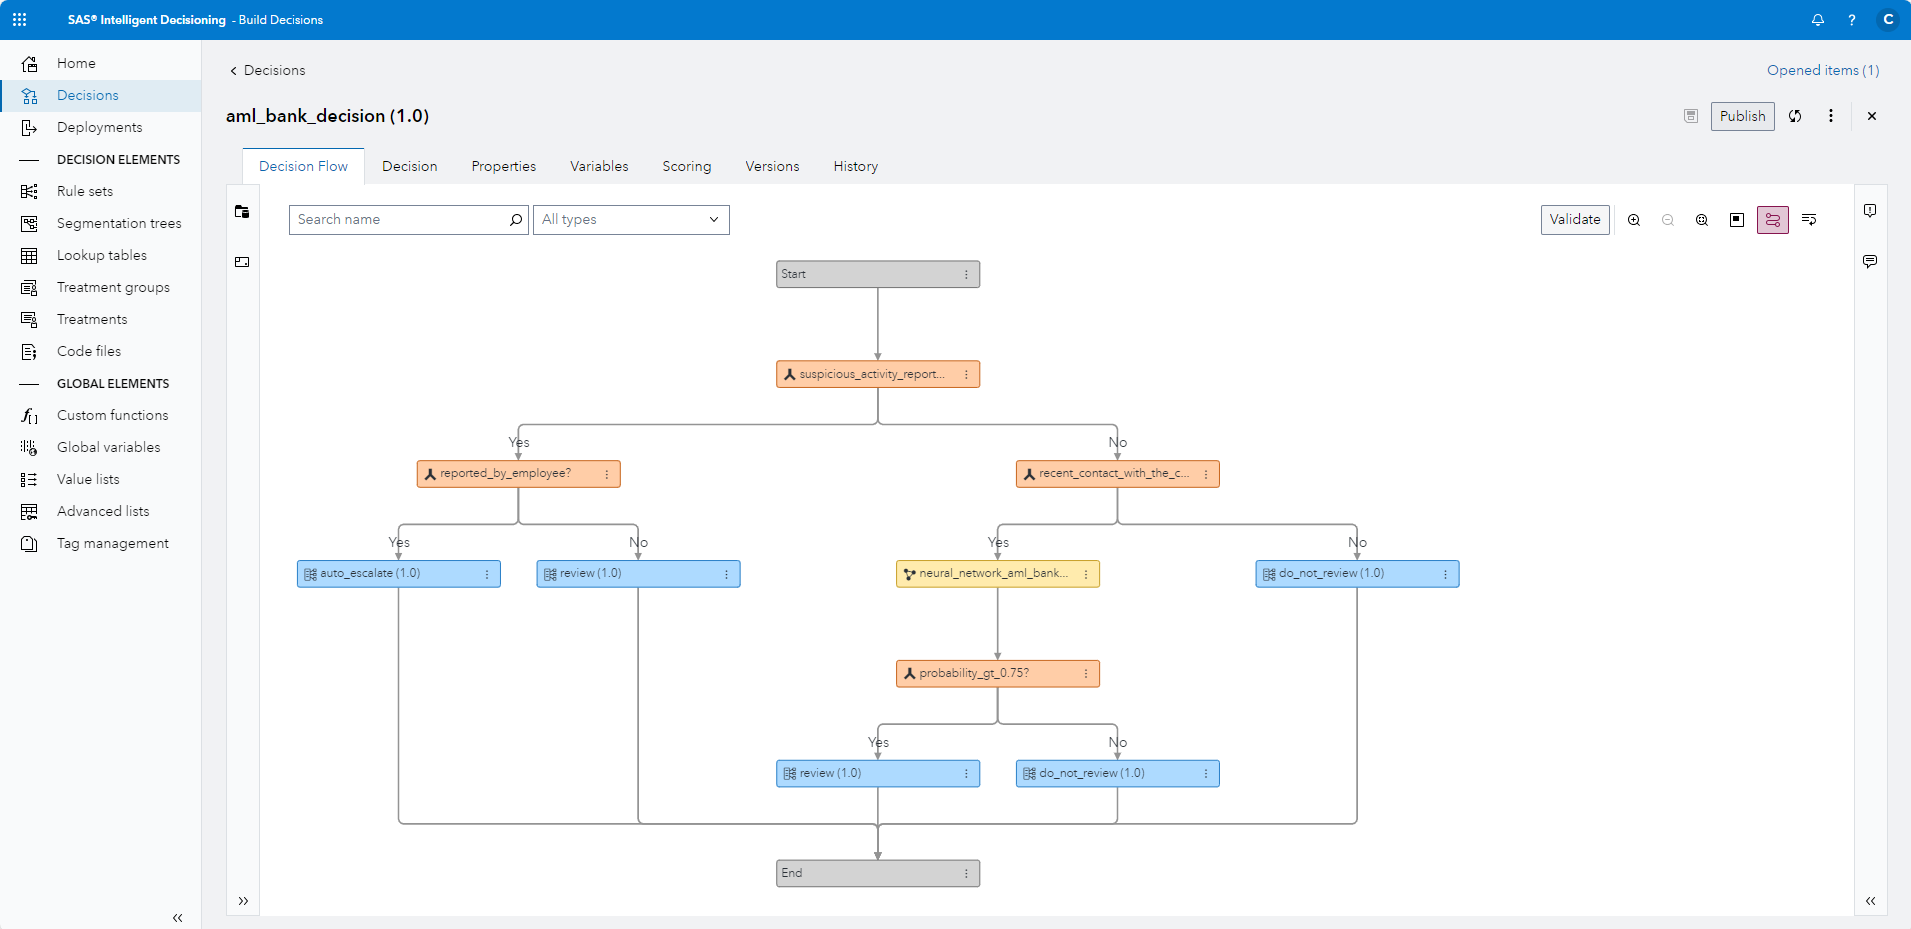 SAS® Intelligent Decisioning - Build Decisions
? C
Home
Decisions
Deployments
DECISION ELEMENTS
Rule sets
Segmentation trees
Lookup tables
Treatment groups
Treatments
Code files
GLOBAL ELEMENTS
Custom functions
Global variables
Value lists
Advanced lists
Tag management
Decisions
Opened items (1)
aml_bank_decision (1.0)
Publish
Decision Flow Decision Properties Variables Scoring Versions History
Search name
All types
Validate
Start
suspicious_activity_report...
Yes No
reported_by_employee?
recent_contact_with_the_c...
Yes No Yes No
auto_escalate (1.0)
review (1.0)
neural_network_aml_bank...
do_not_review (1.0)
probability_gt_0.75?
Yes No
review (1.0)
do_not_review (1.0)
End